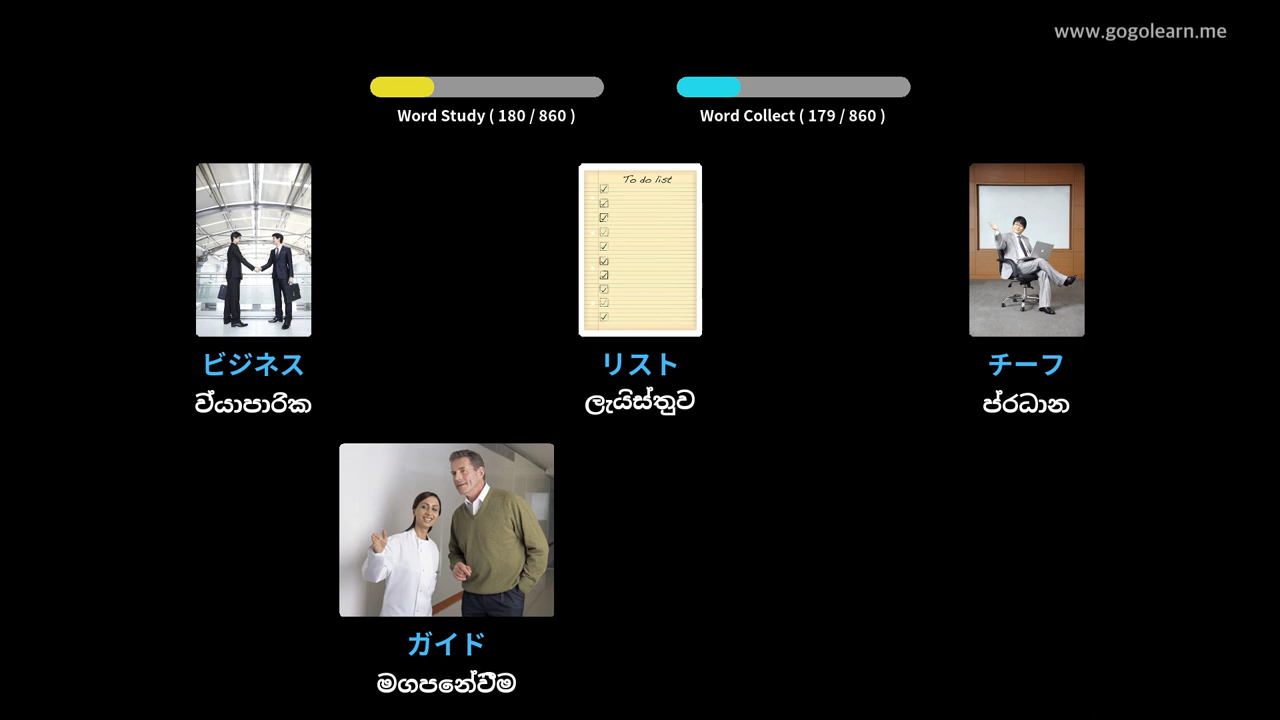 www.gogolearn.me
Word Study ( 180 / 860 )
Word Collect ( 179 / 860 )
To do list
ビジネス
リスト
チーフ
ව්යාපාරික
ලැයිස්තුව
ප්රධාන
ガイド
මගපනේවීම